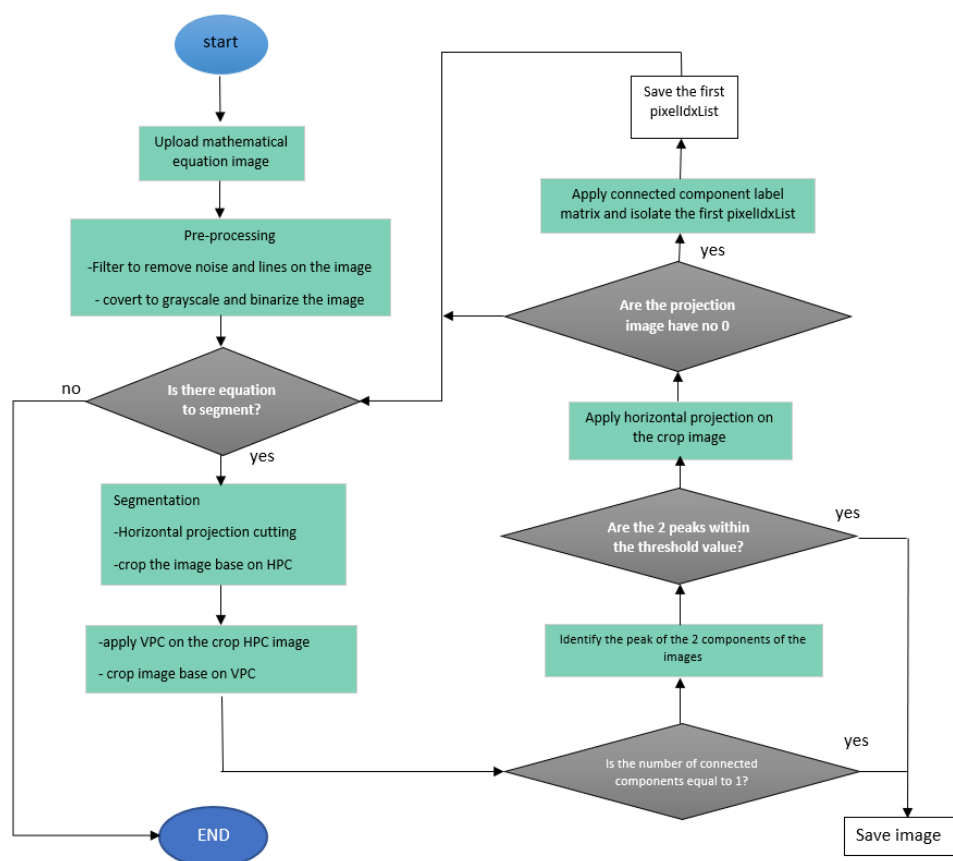 start
Upload mathematical
equation image
Pre-processing
-Filter to remove noise and lines on the image
- covert to grayscale and binarize the image
no
Is there equation
to segment?
yes
Segmentation
-Horizontal projection cutting
-crop the image base on HPC
-apply VPC on the crop HPC image
- crop image base on VPC
END
Save the first
pixelIdxList
Apply connected component label
matrix and isolate the first pixelIdxList
yes
Are the projection
image have no 0
Apply horizontal projection on
the crop image
yes
Are the 2 peaks within
the threshold value?
Identify the peak of the 2 components of the
images
yes
Is the number of connected
components equal to 1?
Save image